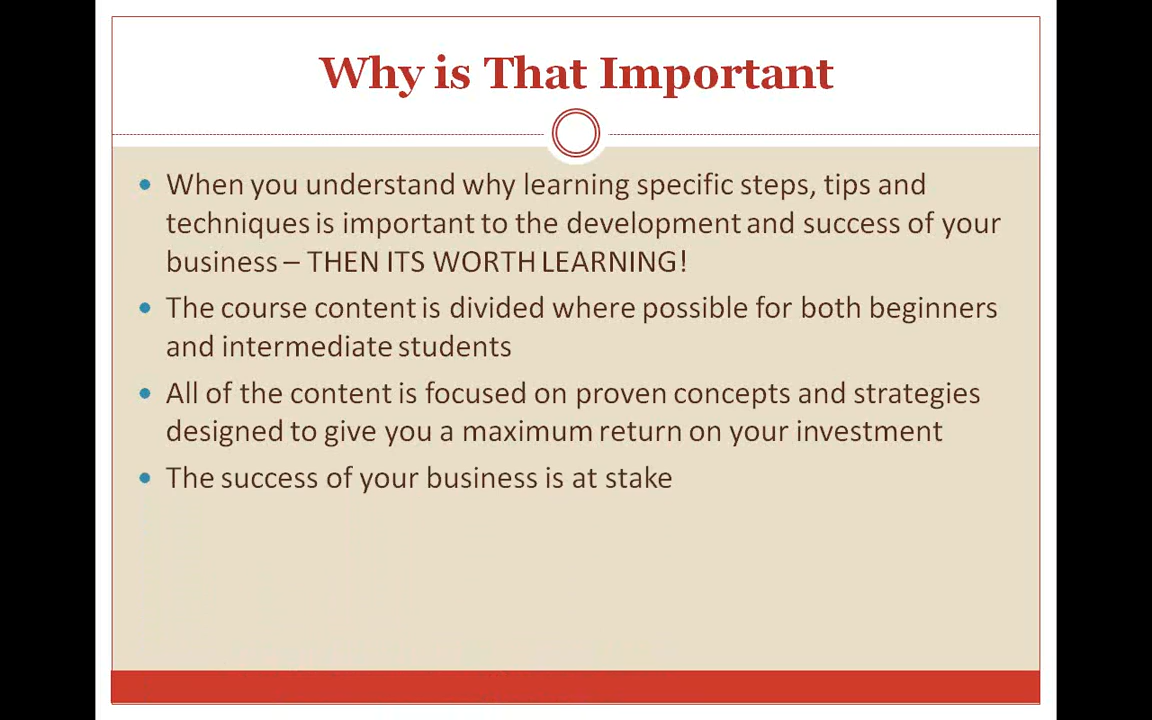 Why is That Important
When you understand why learning specific steps, tips and
techniques is important to the development and success of your
business – THEN ITS WORTH LEARNING!
The course content is divided where possible for both beginners
and intermediate students
All of the content is focused on proven concepts and strategies
designed to give you a maximum return on your investment
The success of your business is at stake